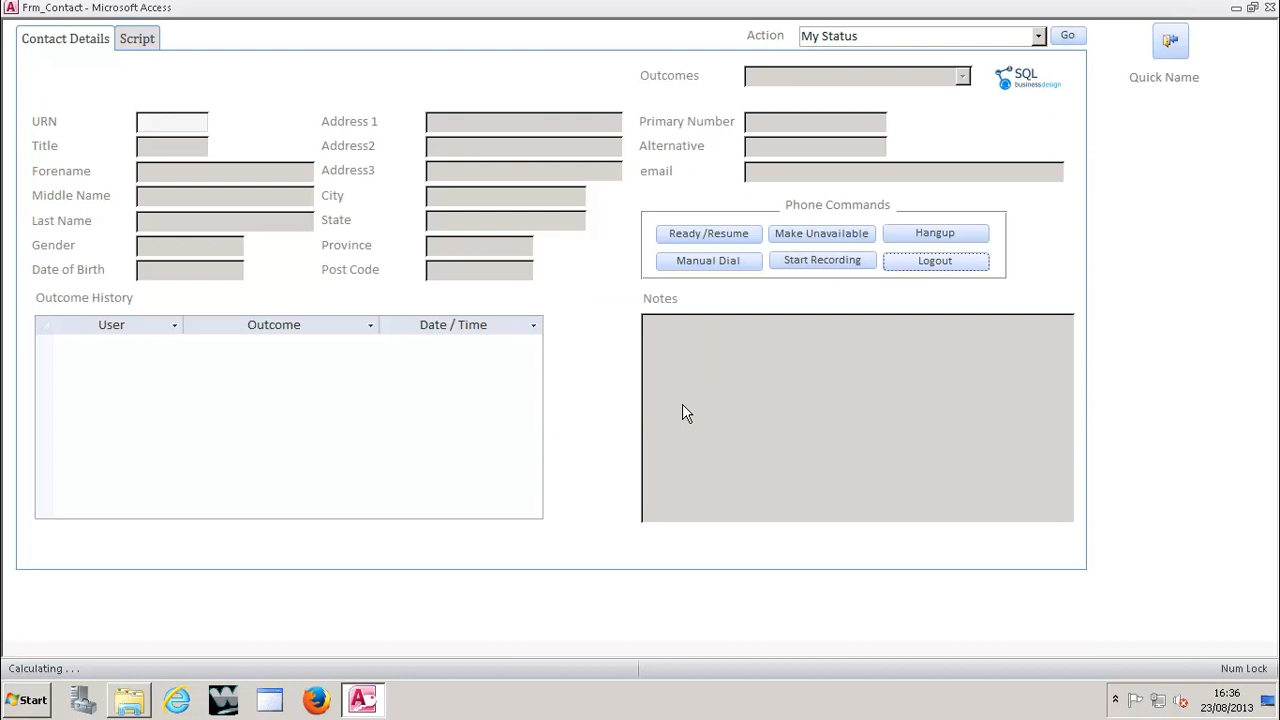 Frm_Contact - Microsoft Access
Contact Details
Script
Action
My Status
Go
Quick Name
Outcomes
SQL
businessdesign
URN
Title
Forename
Middle Name
Last Name
Gender
Date of Birth
Address 1
Address2
Address3
City
State
Province
Post Code
Primary Number
Alternative
email
Phone Commands
Ready /Resume
Make Unavailable
Hangup
Manual Dial
Start Recording
Logout
Outcome History
User
Outcome
Date / Time
Notes
Calculating . . .
Num Lock
Start
16:36
23/08/2013